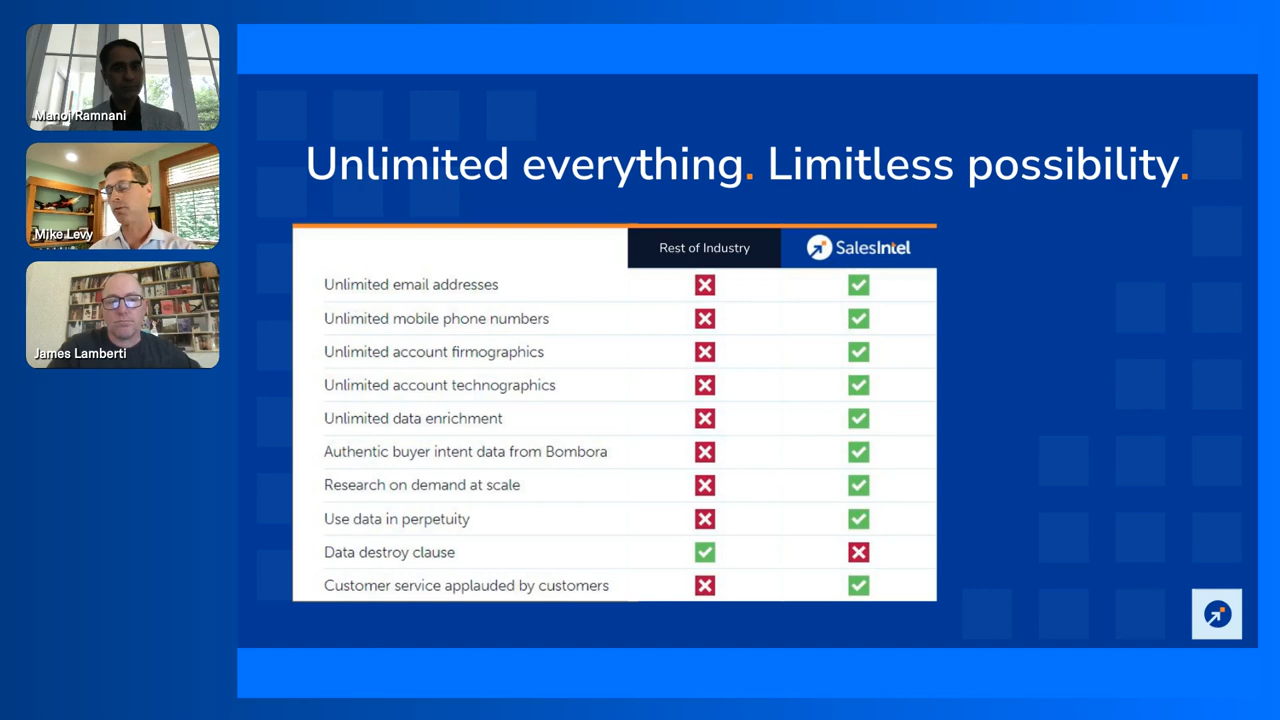 Manoj Ramnani
Mike Levy
James Lamberti
Unlimited everything. Limitless possibility.
Rest of Industry
SalesIntel
Unlimited email addresses
Unlimited mobile phone numbers
Unlimited account firmographics
Unlimited account technographics
Unlimited data enrichment
Authentic buyer intent data from Bombora
Research on demand at scale
Use data in perpetuity
Data destroy clause
Customer service applauded by customers